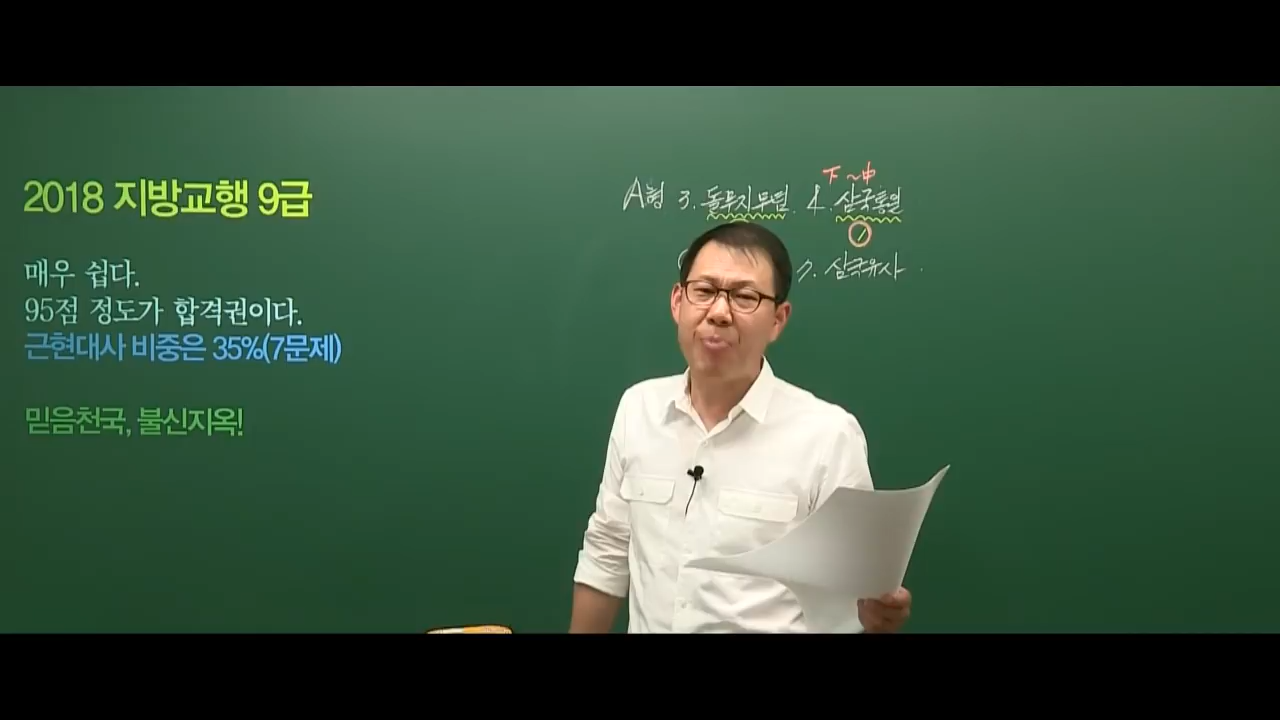 2018 지방교행 9급
매우 쉽다.
95점 정도가 합격권이다.
근현대사 비중은 35%(7문제)
믿음천국, 불신지옥!
下~中
A형 3. 돌무지무덤. 4. 삼국통일
7. 삼국유사.